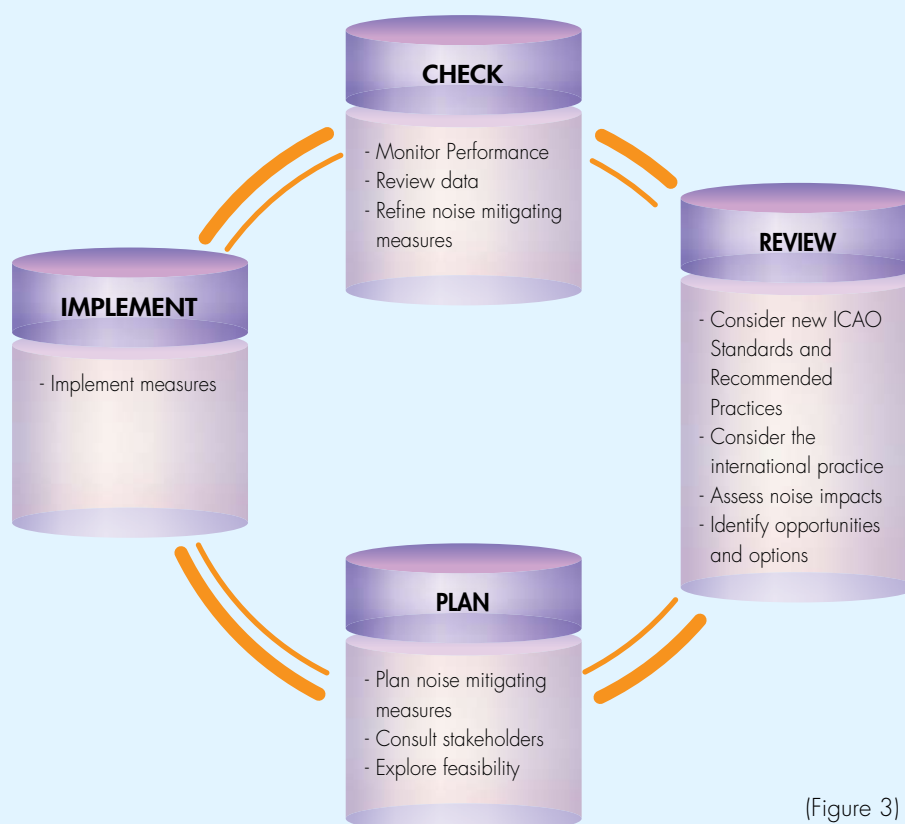 CHECK
- Monitor Performance
- Review data
- Refine noise mitigating
measures
REVIEW
- Consider new ICAO
Standards and
Recommended
Practices
- Consider the
international practice
- Assess noise impacts
- Identify opportunities
and options
IMPLEMENT
- Implement measures
PLAN
- Plan noise mitigating
measures
- Consult stakeholders
- Explore feasibility
(Figure 3)